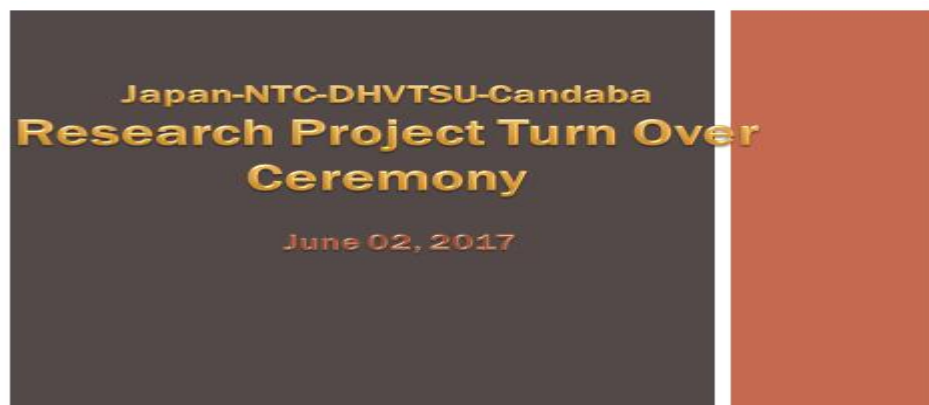 Japan-NTC-DHVTSU-Candaba
Research Project Turn Over
Ceremony
June 02, 2017